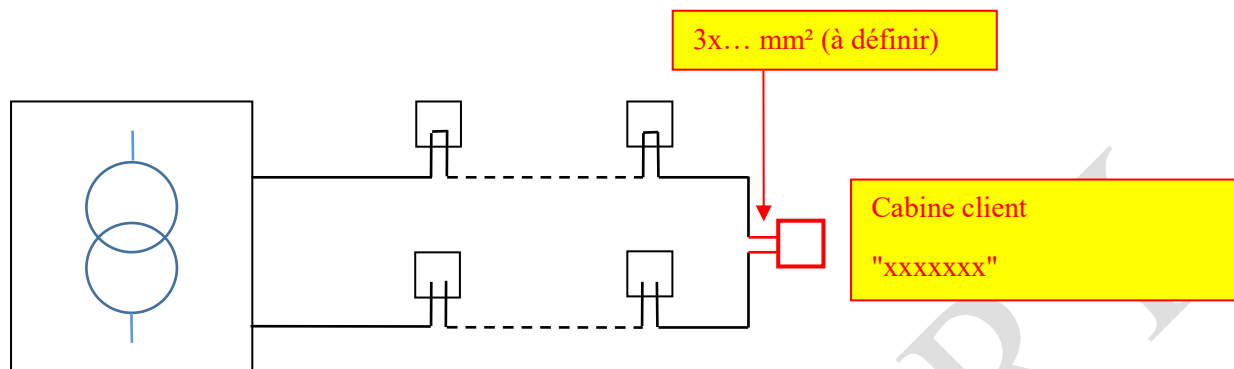 3x… mm² (à définir)
Cabine client
"xxxxxxx"